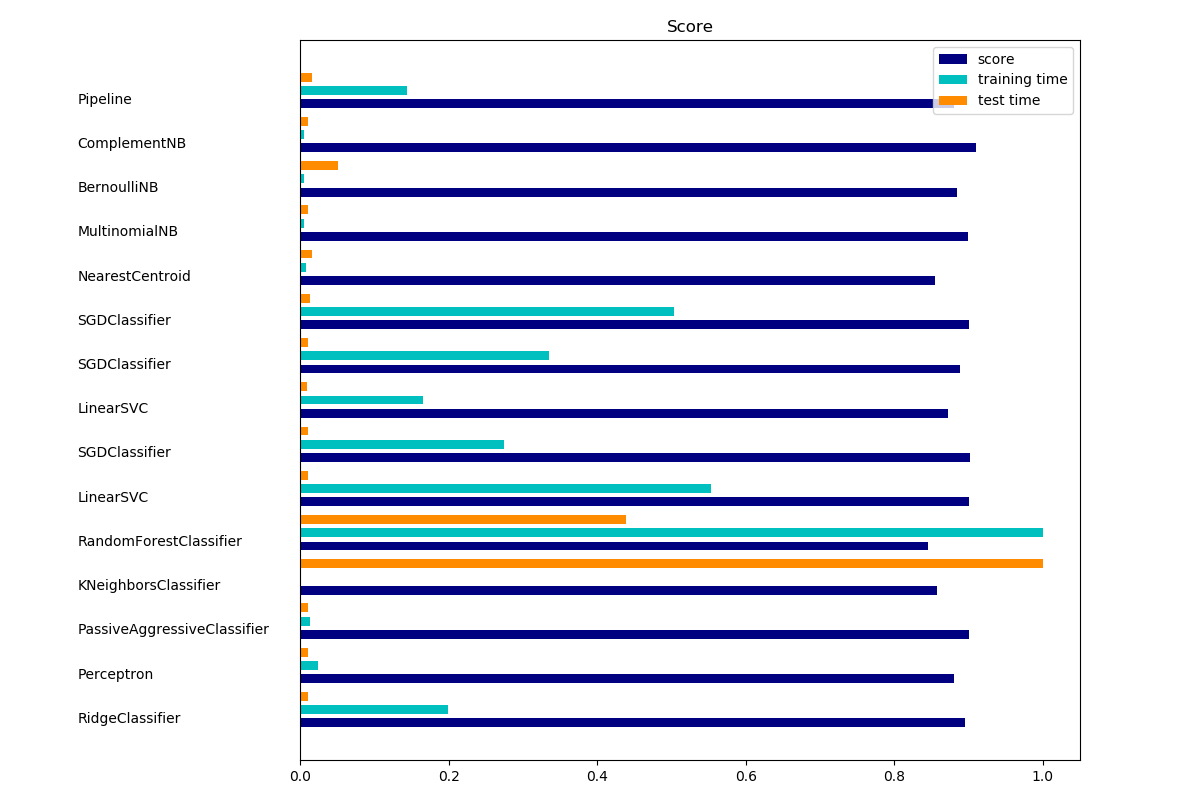 Score
score
training time
test time
Pipeline
ComplementNB
BernoulliNB
MultinomialNB
NearestCentroid
SGDClassifier
SGDClassifier
LinearSVC
SGDClassifier
LinearSVC
RandomForestClassifier
KNeighborsClassifier
PassiveAggressiveClassifier
Perceptron
RidgeClassifier
0.0 0.2 0.4 0.6 0.8 1.0